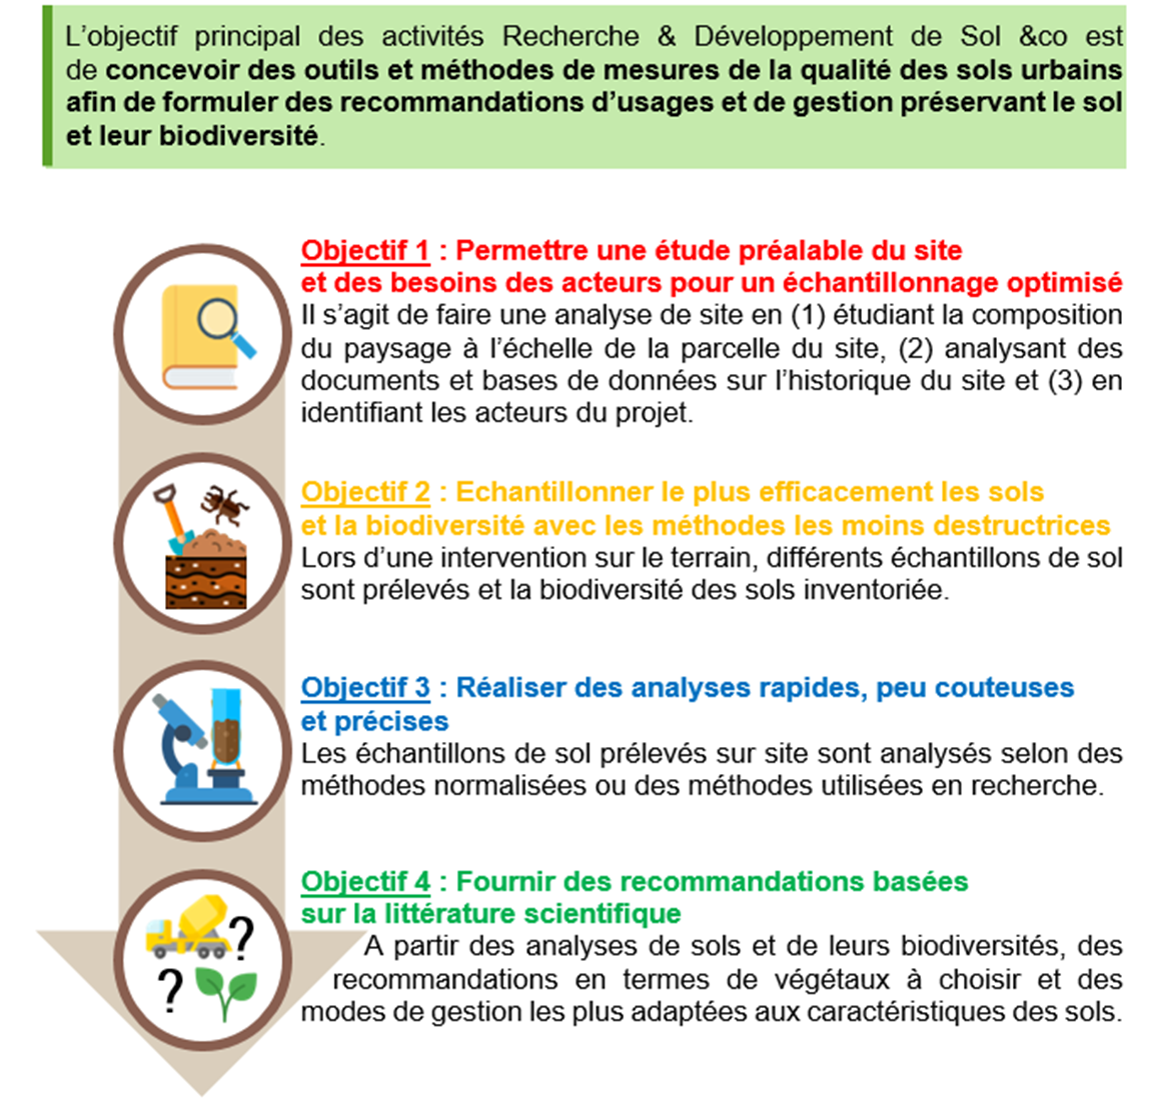 L’objectif principal des activités Recherche & Développement de Sol &co est
de concevoir des outils et méthodes de mesures de la qualité des sols urbains
afin de formuler des recommandations d’usages et de gestion préservant le sol
et leur biodiversité.
Objectif 1 : Permettre une étude préalable du site
et des besoins des acteurs pour un échantillonnage optimisé
Il s’agit de faire une analyse de site en (1) étudiant la composition
du paysage à l’échelle de la parcelle du site, (2) analysant des
documents et bases de données sur l’historique du site et (3) en
identifiant les acteurs du projet.
Objectif 2 : Echantillonner le plus efficacement les sols
et la biodiversité avec les méthodes les moins destructrices
Lors d’une intervention sur le terrain, différents échantillons de sol
sont prélevés et la biodiversité des sols inventoriée.
Objectif 3 : Réaliser des analyses rapides, peu couteuses
et précises
Les échantillons de sol prélevés sur site sont analysés selon des
méthodes normalisées ou des méthodes utilisées en recherche.
Objectif 4 : Fournir des recommandations basées
sur la littérature scientifique
A partir des analyses de sols et de leurs biodiversités, des
recommandations en termes de végétaux à choisir et des
modes de gestion les plus adaptées aux caractéristiques des sols.
?
?